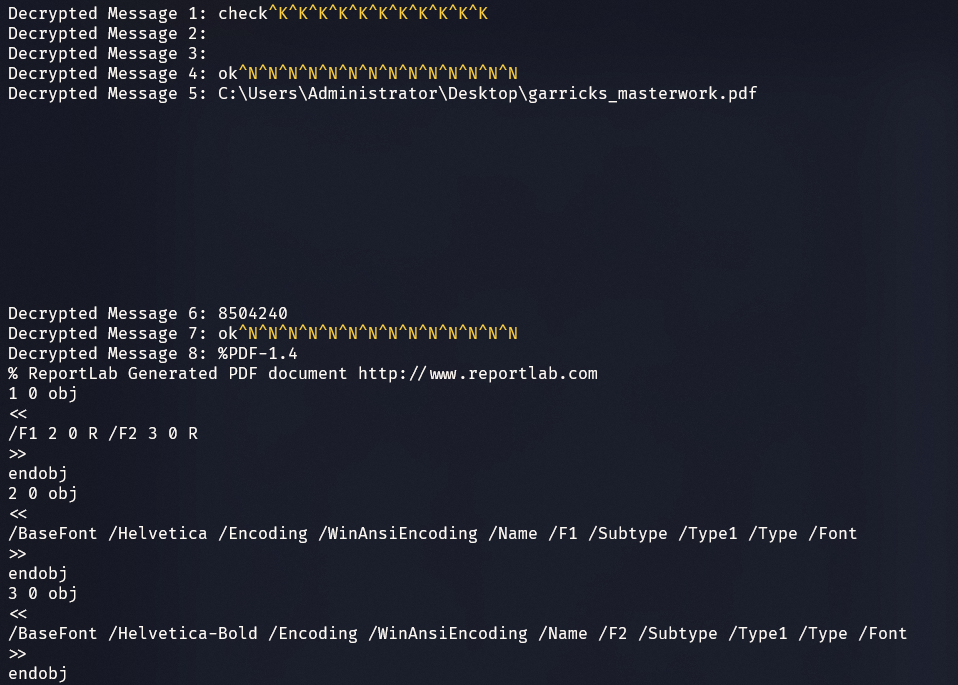 Decrypted Message 1: check^K^K^K^K^K^K^K^K^K^K^K
Decrypted Message 2:
Decrypted Message 3:
Decrypted Message 4: ok^N^N^N^N^N^N^N^N^N^N^N^N^N^N
Decrypted Message 5: C:\Users\Administrator\Desktop\garricks_masterwork.pdf
Decrypted Message 6: 8504240
Decrypted Message 7: ok^N^N^N^N^N^N^N^N^N^N^N^N^N^N
Decrypted Message 8: %PDF-1.4
% ReportLab Generated PDF document http://www.reportlab.com
1 0 obj
<<
/F1 2 0 R /F2 3 0 R
>>
endobj
2 0 obj
<<
/BaseFont /Helvetica /Encoding /WinAnsiEncoding /Name /F1 /Subtype /Type1 /Type /Font
>>
endobj
3 0 obj
<<
/BaseFont /Helvetica-Bold /Encoding /WinAnsiEncoding /Name /F2 /Subtype /Type1 /Type /Font
>>
endobj